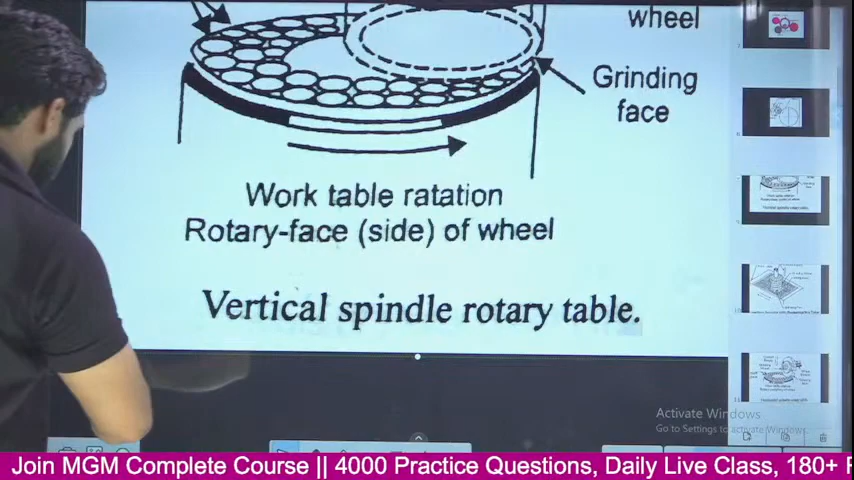 wheel
Grinding
face
Work table ratation
Rotary-face (side) of wheel
Vertical spindle rotary table.
Activate Windows
Go to Settings to activate Windows.
Join MGM Complete Course || 4000 Practice Questions, Daily Live Class, 180+